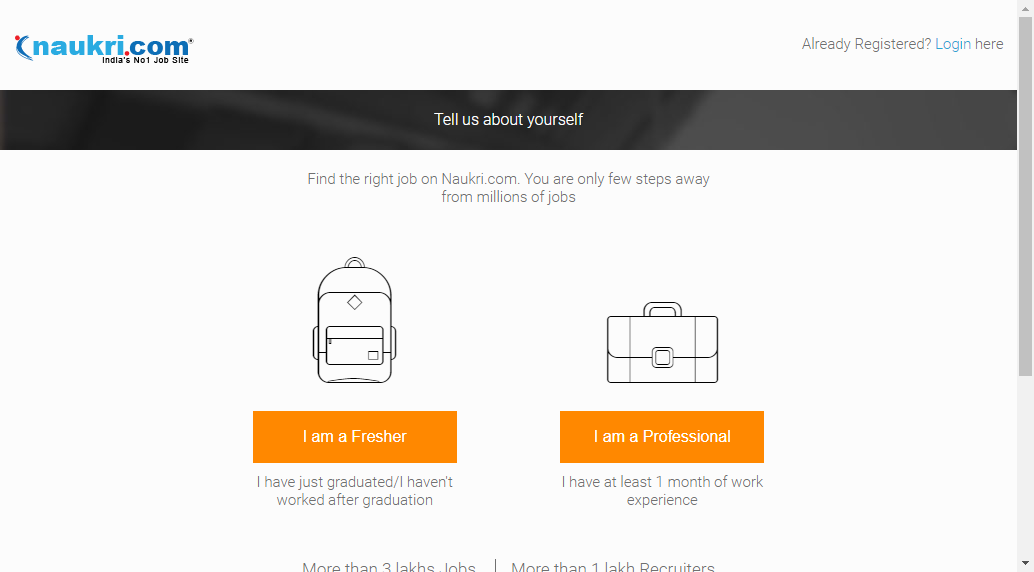 naukri.com
India's No1 Job Site
Already Registered? Login here
Tell us about yourself
Find the right job on Naukri.com. You are only few steps away
from millions of jobs
I am a Fresher
I am a Professional
I have just graduated/I haven't
worked after graduation
I have at least 1 month of work
experience
More than 3 lakhs Jobs
More than 1 lakh Recruiters